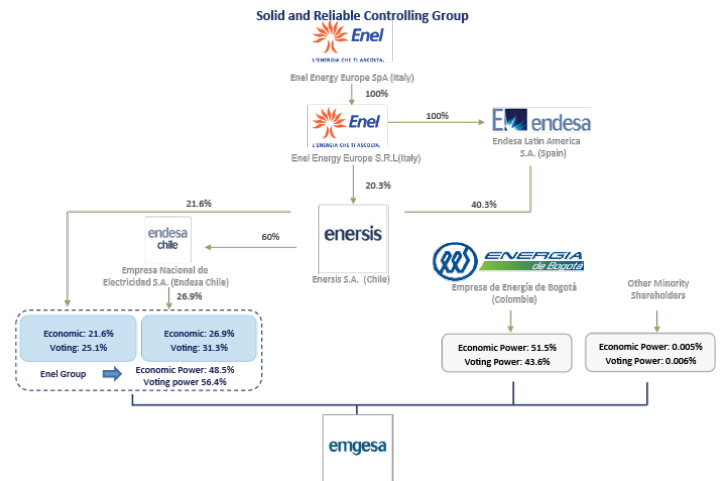 Solid and Reliable Controlling Group
Enel
L'ENERGIA CHE TI ASCOLTA.
Enel Energy Europe SpA (Italy)
100%
Enel
L'ENERGIA CHE TI ASCOLTA.
100%
endesa
Enel Energy Europe S.R.L(Italy)
Endesa Latin America
S.A. (Spain)
20.3%
21.6%
40.3%
endesa
chile
60%
enersis
ENERGIA
de Bogotá
Empresa Nacional de
Electricidad S.A. (Endesa Chile)
Enersis S.A. (Chile)
Empresa de Energía de Bogotá
(Colombia)
Other Minority
Shareholders
26.9%
Economic: 21.6%
Voting: 25.1%
Economic: 26.9%
Voting: 31.3%
Economic Power: 51.5%
Voting Power: 43.6%
Economic Power: 0.005%
Voting Power: 0.006%
Enel Group
Economic Power: 48.5%
Voting power 56.4%
emgesa